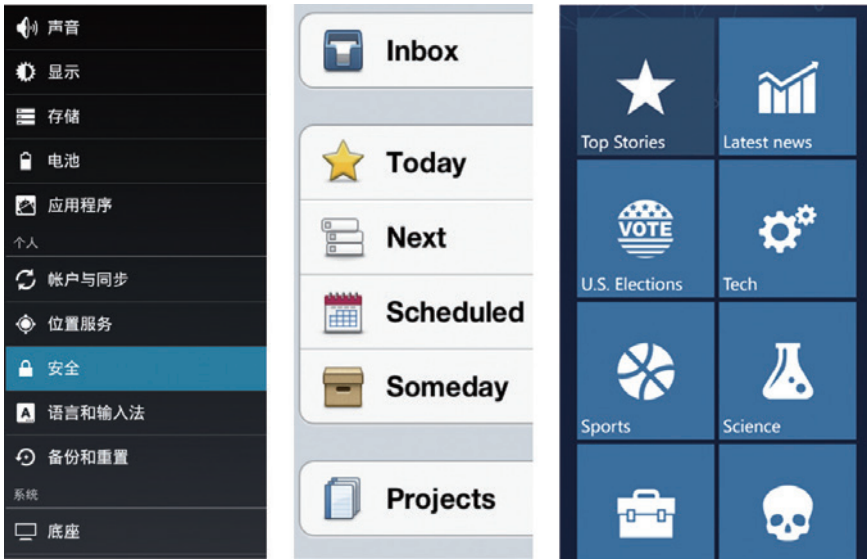 声音
显示
存储
电池
应用程序
个人
帐户与同步
位置服务
安全
语言和输入法
备份和重置
系统
底座
Inbox
Today
Next
Scheduled
Someday
Projects
Top Stories
Latest news
VOTE
U.S. Elections
Tech
Sports
Science